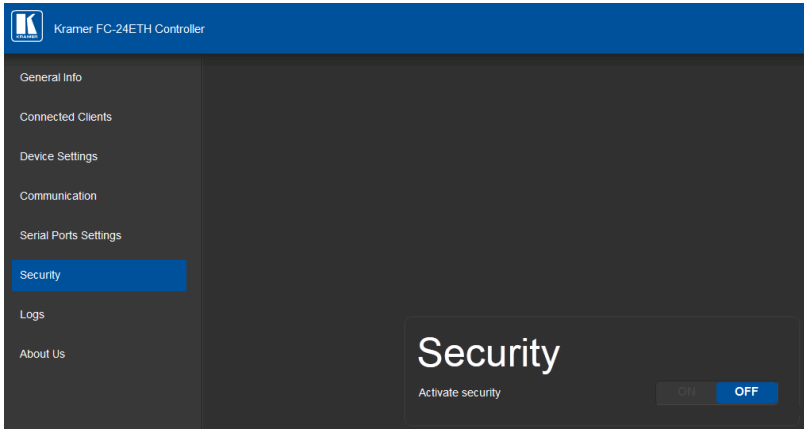 KRAMER
Kramer FC-24ETH Controller
General Info
Connected Clients
Device Settings
Communication
Serial Ports Settings
Security
Logs
About Us
Security
Activate security ON OFF